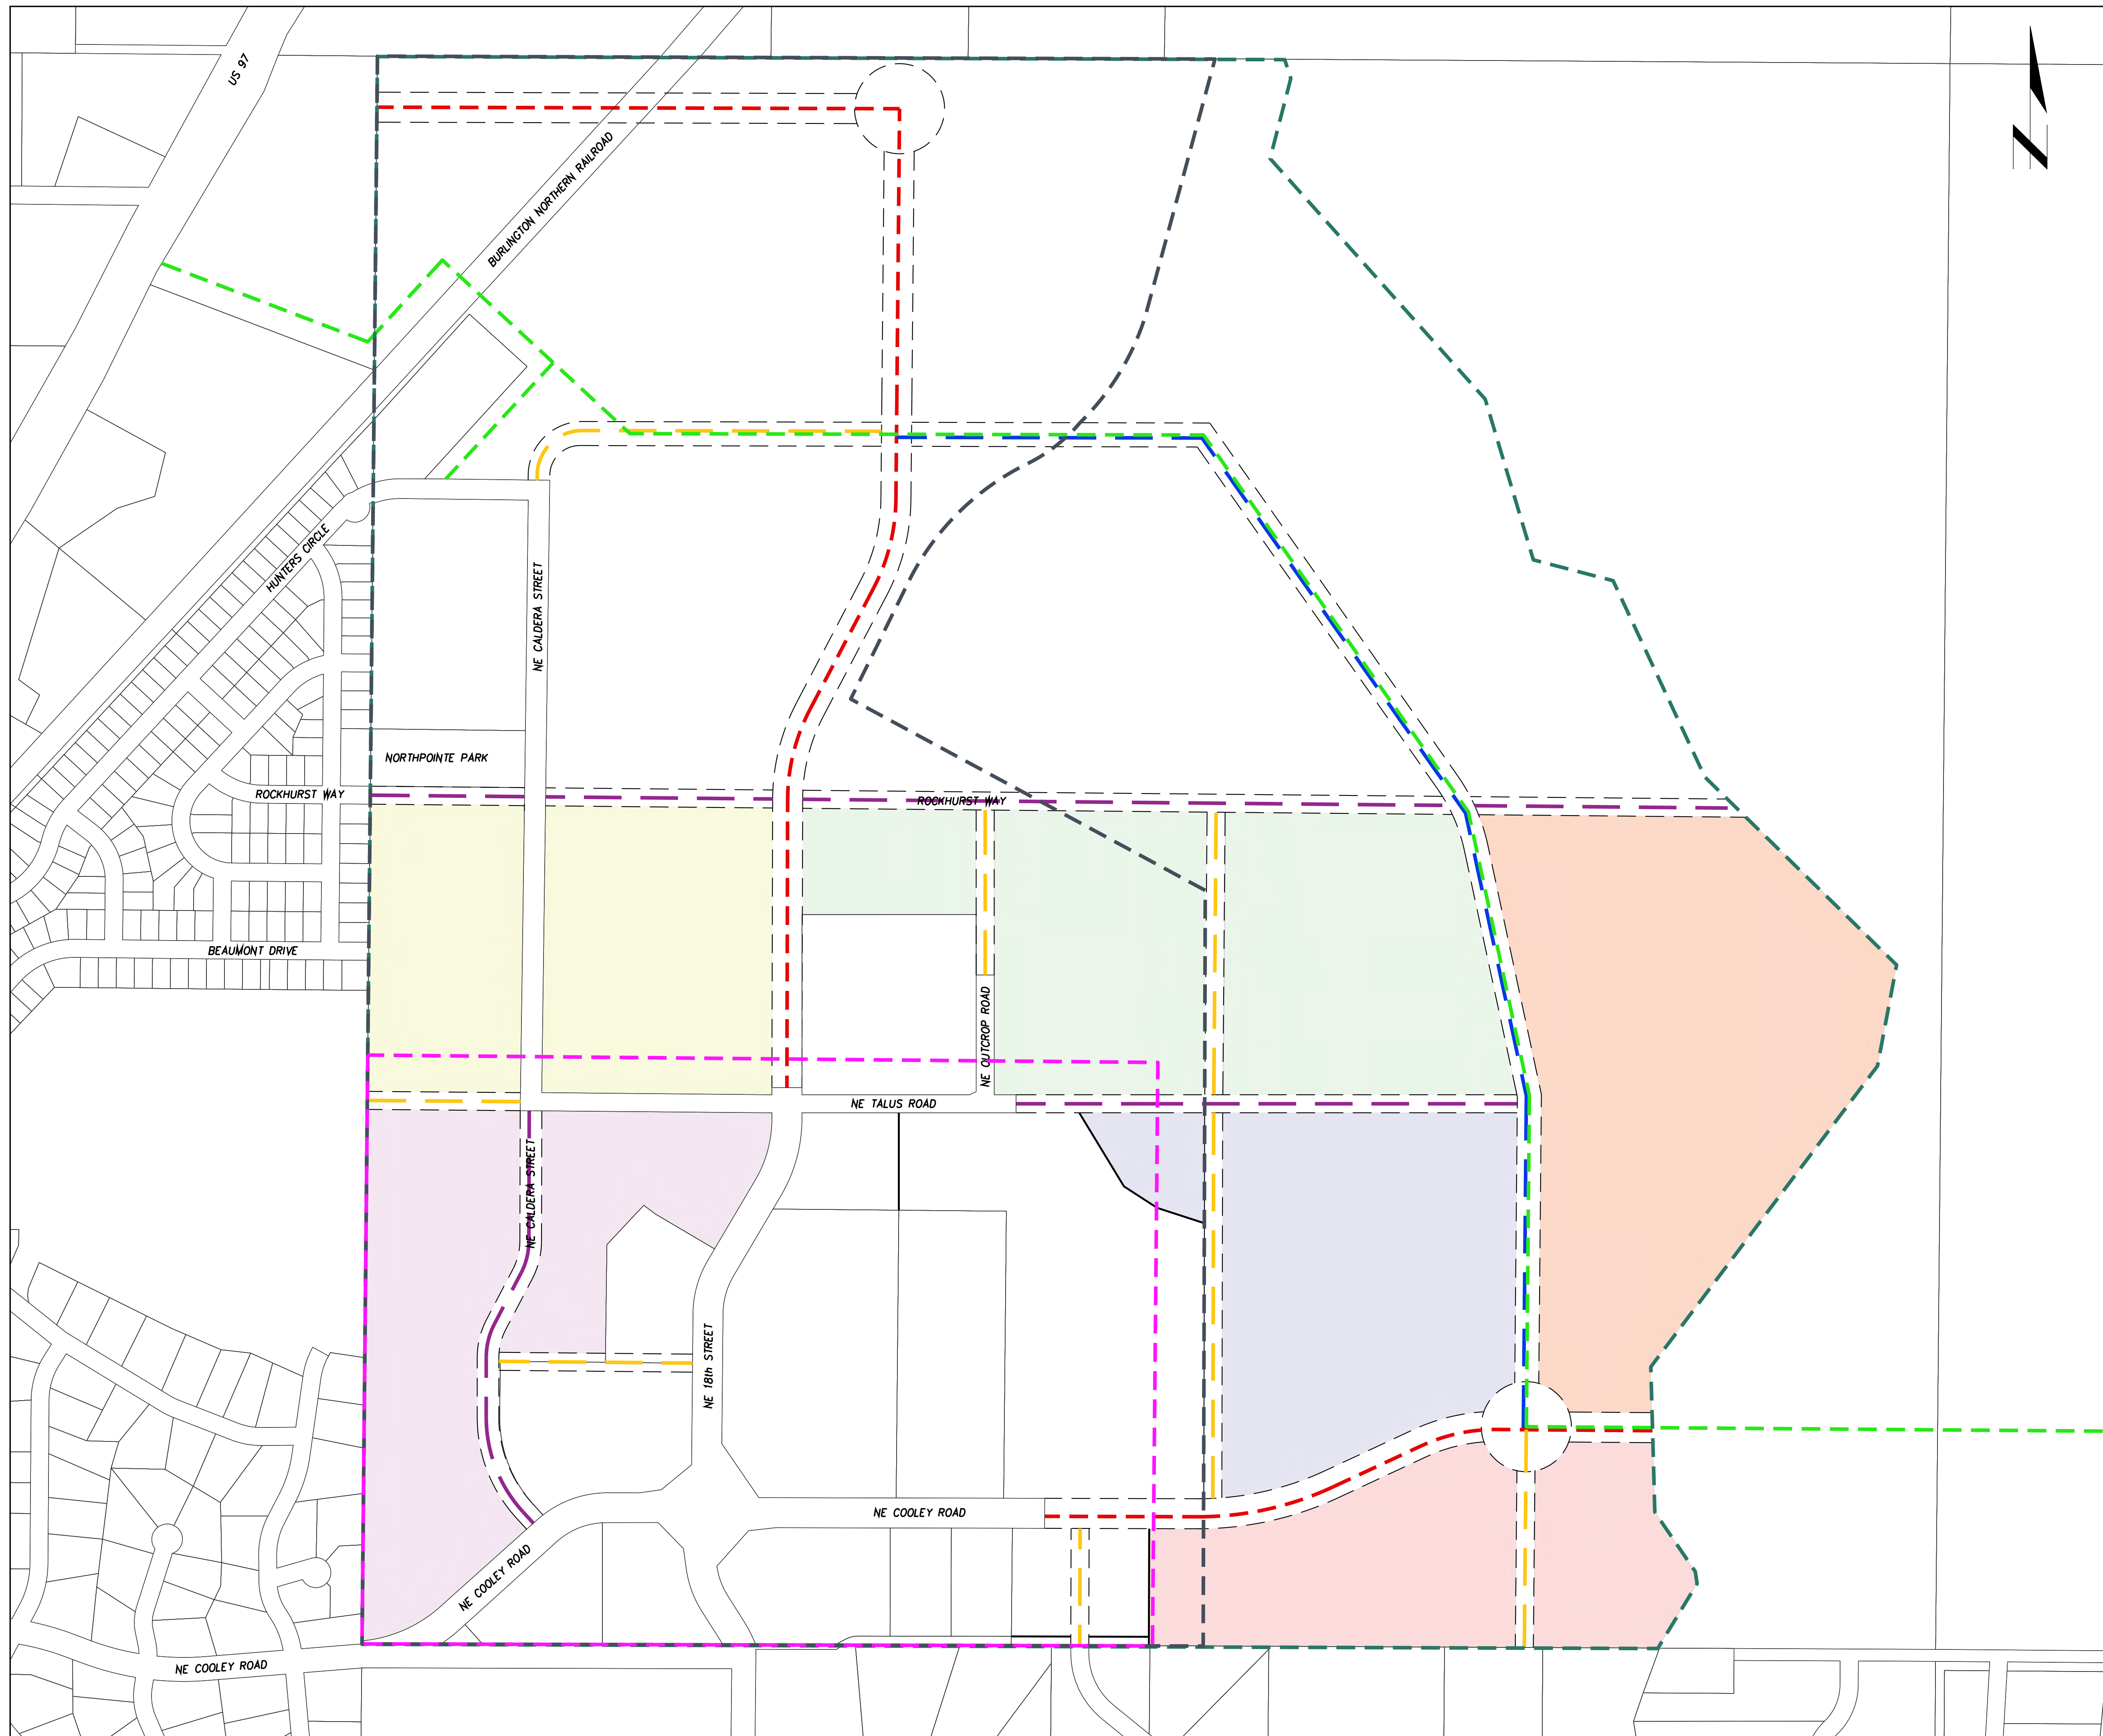 US 97
BURLINGTON NORTHERN RAILROAD
HUNTERS CIRCLE
NE CALDERA STREET
NORTHPOINTE PARK
ROCKHURST WAY
ROCKHURST WAY
BEAUMONT DRIVE
NE OUTCROP ROAD
NE TALUS ROAD
NE CALDERA STREET
NE 18th STREET
NE COOLEY ROAD
NE COOLEY ROAD
NE COOLEY ROAD
N